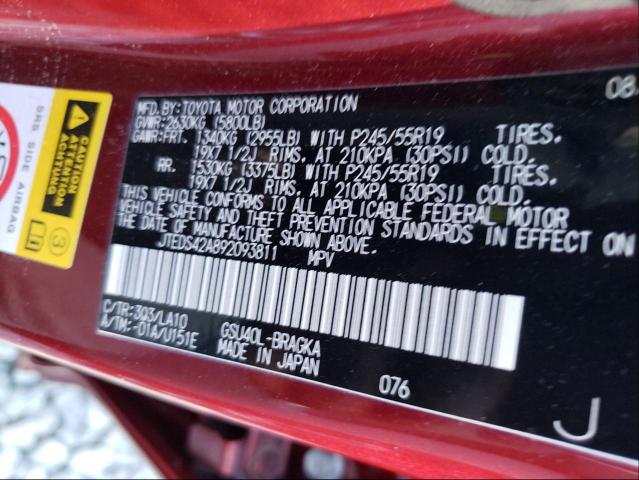 08
MFD. BY: TOYOTA MOTOR CORPORATION
GVWR: 2630KG (5800LB)
GAWR: FRT. 1340KG (2955LB) WITH P245/55R19 TIRES.
19X7 1/2J RIMS. AT 210KPA (30PSI) COLD.
RR. 1530KG (3375LB) WITH P245/55R19 TIRES.
19X7 1/2J RIMS. AT 210KPA (30PSI) COLD.
THIS VEHICLE CONFORMS TO ALL APPLICABLE FEDERAL MOTOR
VEHICLE SAFETY AND THEFT PREVENTION STANDARDS IN EFFECT ON
THE DATE OF MANUFACTURE SHOWN ABOVE.
JTEDS42A892093811 MPV
C/TR: 3Q3/LA10 GSU40L-BRAGKA
A/TM: -01A/U151E MADE IN JAPAN
076
J
SRS SIDE AIRBAG
CAUTION
ATTENTION
ACHTUNG
3